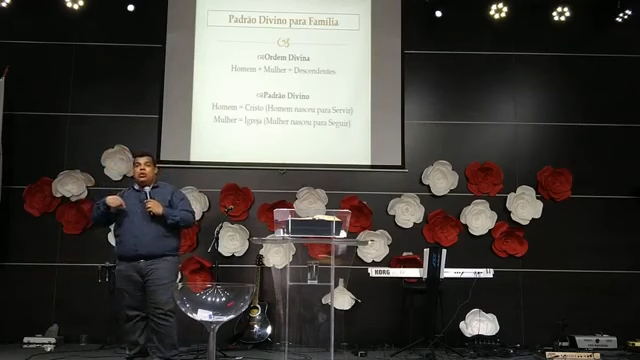 Padrão Divino para Família
Ordem Divina
Homem + Mulher = Descendentes
Padrão Divino
Homem = Cristo (Homem nasceu para Servir)
Mulher = Igreja (Mulher nasceu para Seguir)
KORG